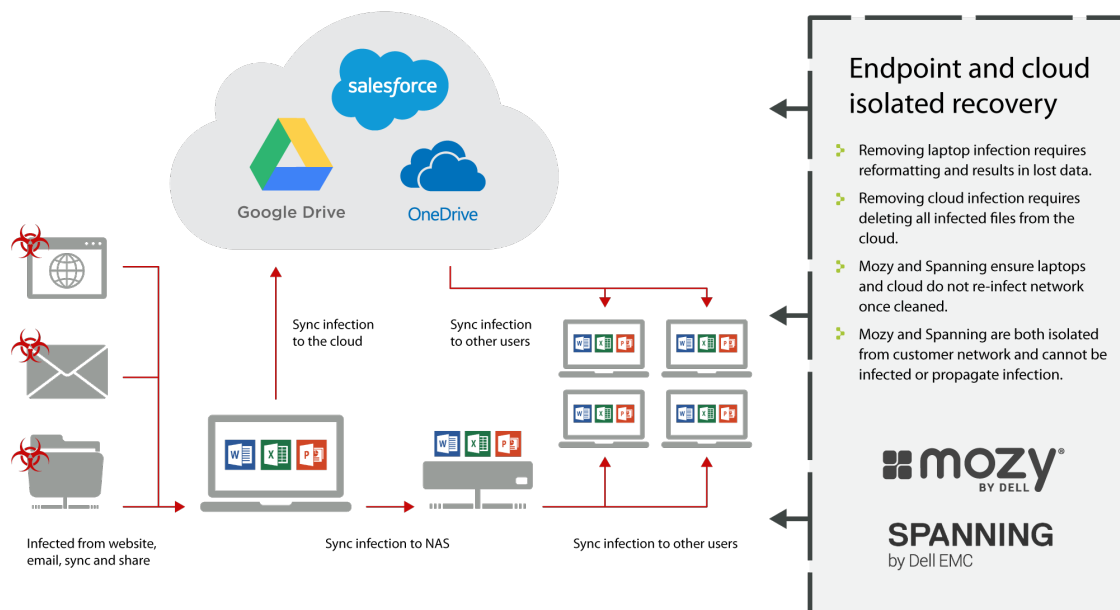 salesforce
Google Drive
OneDrive
Sync infection
to the cloud
Sync infection
to other users
W X P
W X P
W X P
W X P
W X P
W X P
Infected from website,
email, sync and share
Sync infection to NAS
Sync infection to other users
Endpoint and cloud
isolated recovery
Removing laptop infection requires
reformatting and results in lost data.
Removing cloud infection requires
deleting all infected files from the
cloud.
Mozy and Spanning ensure laptops
and cloud do not re-infect network
once cleaned.
Mozy and Spanning are both isolated
from customer network and cannot be
infected or propagate infection.
mozy®
BY DELL
SPANNING
by Dell EMC